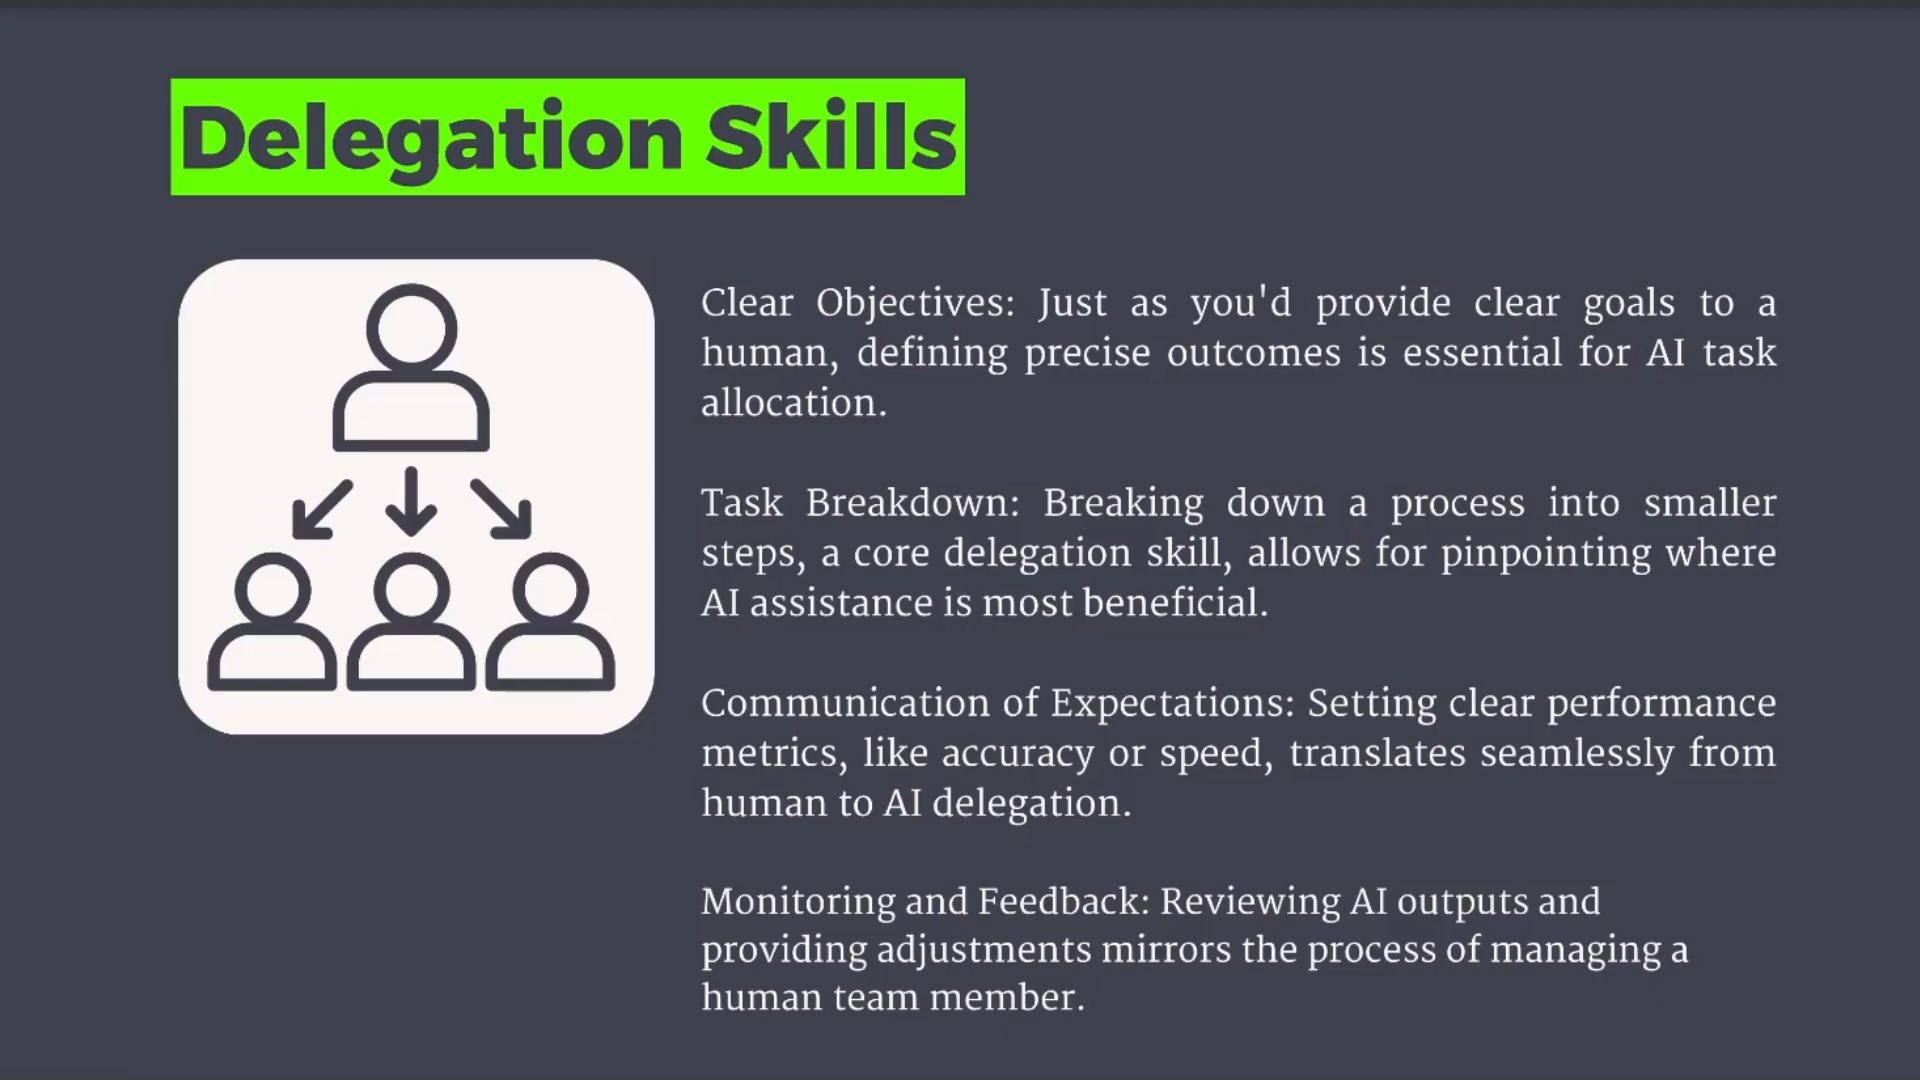 Delegation Skills
Clear Objectives: Just as you'd provide clear goals to a
human, defining precise outcomes is essential for AI task
allocation.
Task Breakdown: Breaking down a process into smaller
steps, a core delegation skill, allows for pinpointing where
AI assistance is most beneficial.
Communication of Expectations: Setting clear performance
metrics, like accuracy or speed, translates seamlessly from
human to AI delegation.
Monitoring and Feedback: Reviewing AI outputs and
providing adjustments mirrors the process of managing a
human team member.